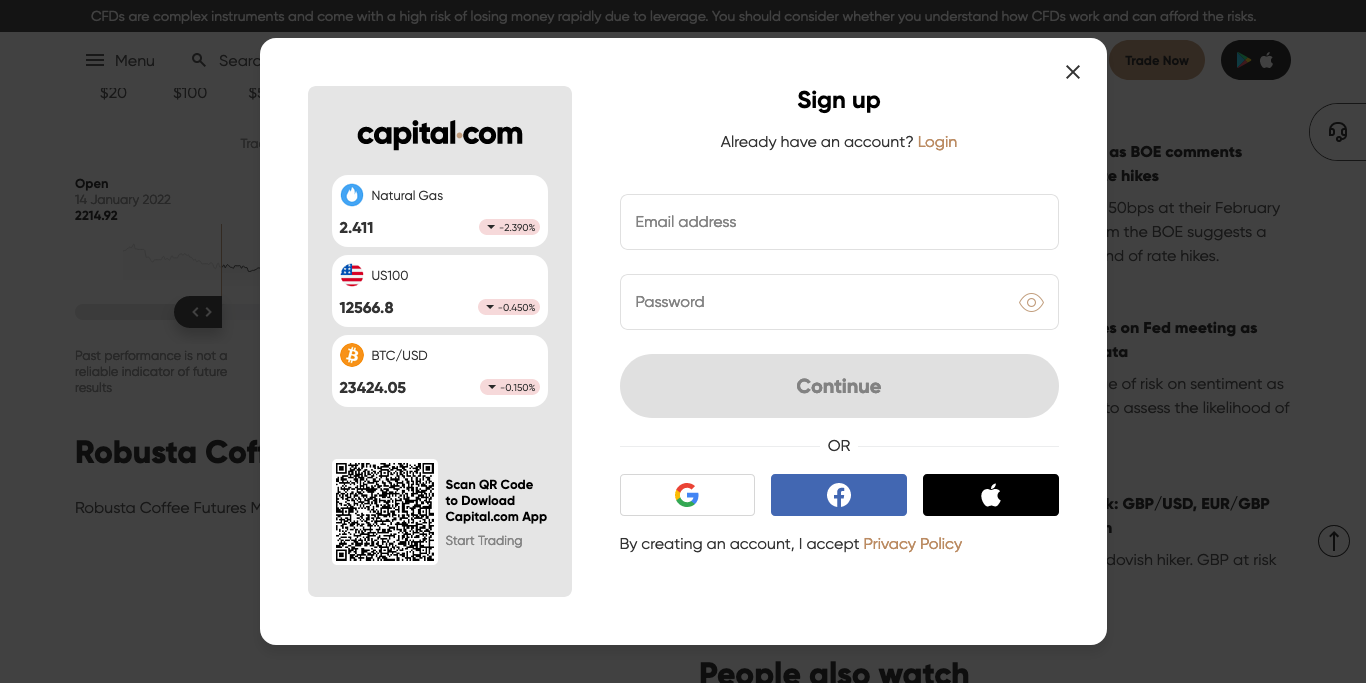 CFDs are complex instruments and come with a high risk of losing money rapidly due to leverage. You should consider whether you understand how CFDs work and can afford the risks.
Menu
Searc
Trade Now
$20
$100
Open
14 January 2022
2214.92
Past performance is not a
reliable indicator of future
results
Robusta Cof
Robusta Coffee Futures M
capital.com
Natural Gas
2.411
-2.390%
US100
12566.8
-0.450%
BTC/USD
23424.05
-0.150%
Scan QR Code
to Dowload
Capital.com App
Start Trading
Sign up
Already have an account? Login
Email address
Password
Continue
OR
By creating an account, I accept Privacy Policy
as BOE comments
hikes
50bps at their February
the BOE suggests a
of rate hikes.
on Fed meeting as
of risk on sentiment as
to assess the likelihood of
GBP/USD, EUR/GBP
dovish hiker. GBP at risk
People also watch